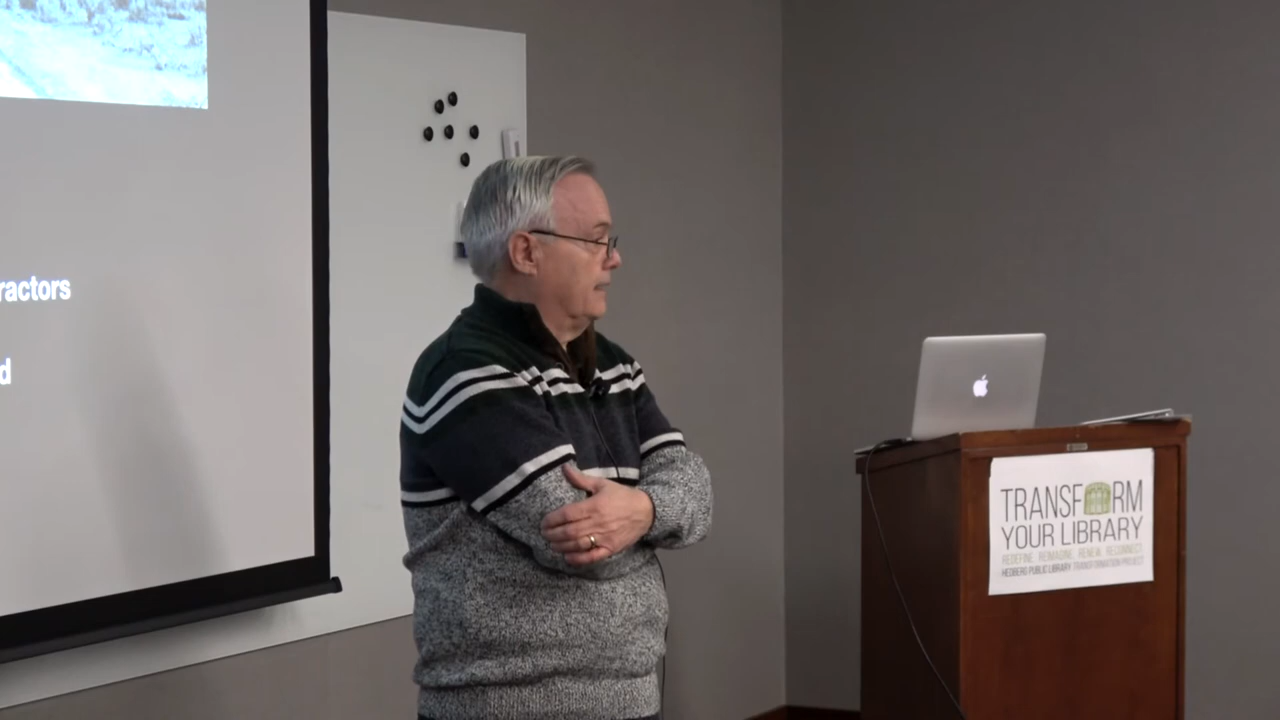 ractors
d
TRANSFORM
YOUR LIBRARY
REDEFINE REIMAGINE RENEW RECONNECT
HEDBERG PUBLIC LIBRARY TRANSFORMATION PROJECT